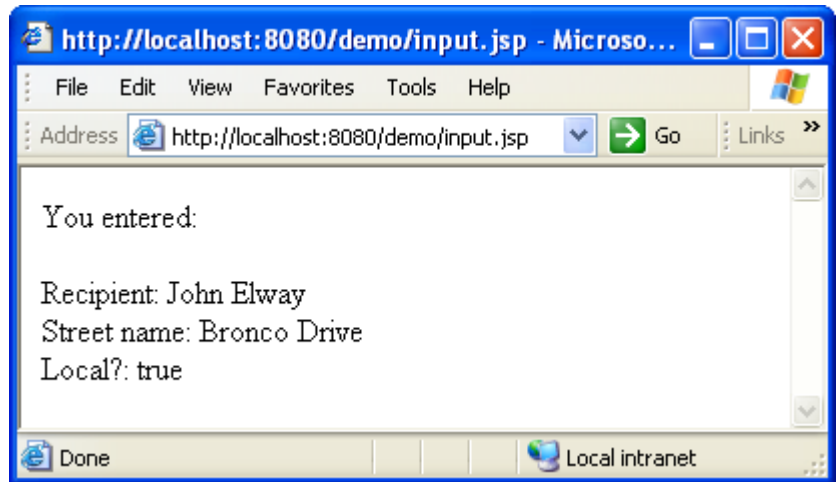 http://localhost:8080/demo/input.jsp - Microso...
File Edit View Favorites Tools Help
Address http://localhost:8080/demo/input.jsp Go Links »
You entered:
Recipient: John Elway
Street name: Bronco Drive
Local?: true
Done Local intranet